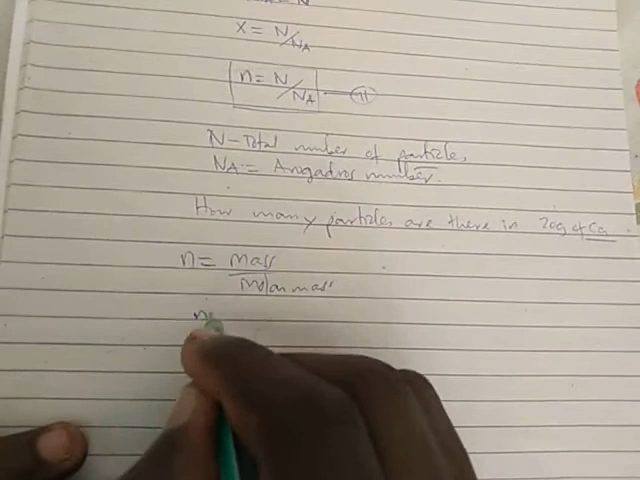 x = N/NA
n = N/NA — II
N - Total number of particle,
NA = Avogadros number.
How many particles are there in 20g of Ca
n = mass
molar mass
n